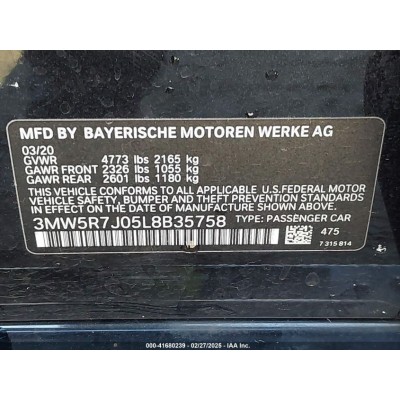 MFD BY BAYERISCHE MOTOREN WERKE AG
03/20
GVWR 4773 lbs 2165 kg
GAWR FRONT 2326 lbs 1055 kg
GAWR REAR 2601 lbs 1180 kg
THIS VEHICLE CONFORMS TO ALL APPLICABLE U.S.FEDERAL MOTOR
VEHICLE SAFETY, BUMPER AND THEFT PREVENTION STANDARDS
IN EFFECT ON THE DATE OF MANUFACTURE SHOWN ABOVE.
3MW5R7J05L8B35758 TYPE: PASSENGER CAR
475
7 315 814
000-41680239 - 02/27/2025 - IAA Inc.